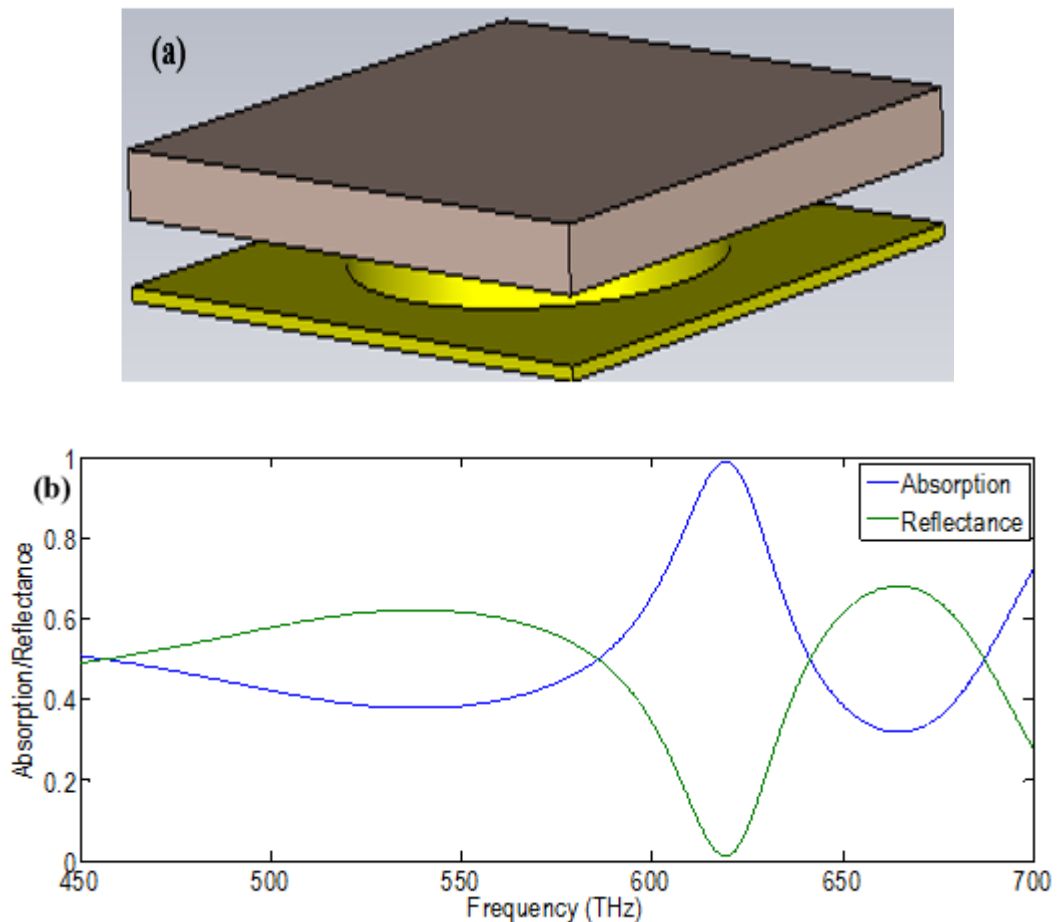 (a)
(b)
Absorption/Reflectance
1
0.8
0.6
0.4
0.2
0
Absorption
Reflectance
450 500 550 600 650 700
Frequency (THz)